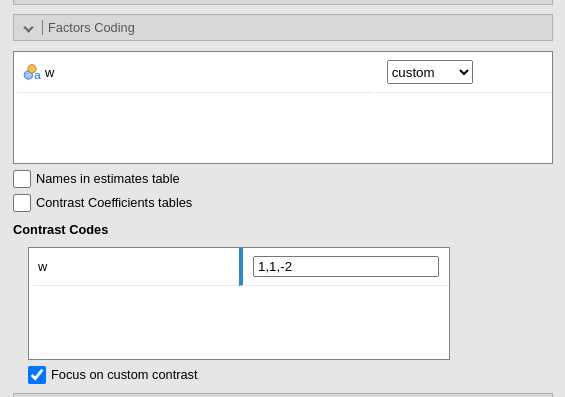 Factors Coding
a w custom
Names in estimates table
Contrast Coefficients tables
Contrast Codes
w 1,1,-2
Focus on custom contrast